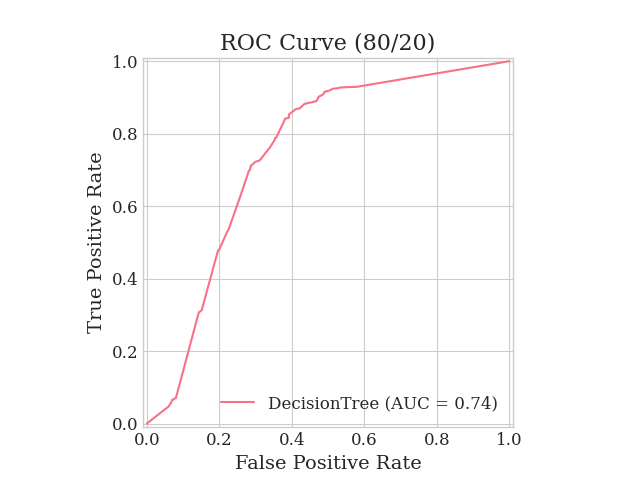 ROC Curve (80/20)
True Positive Rate
1.0
0.8
0.6
0.4
0.2
0.0
DecisionTree (AUC = 0.74)
0.0 0.2 0.4 0.6 0.8 1.0
False Positive Rate